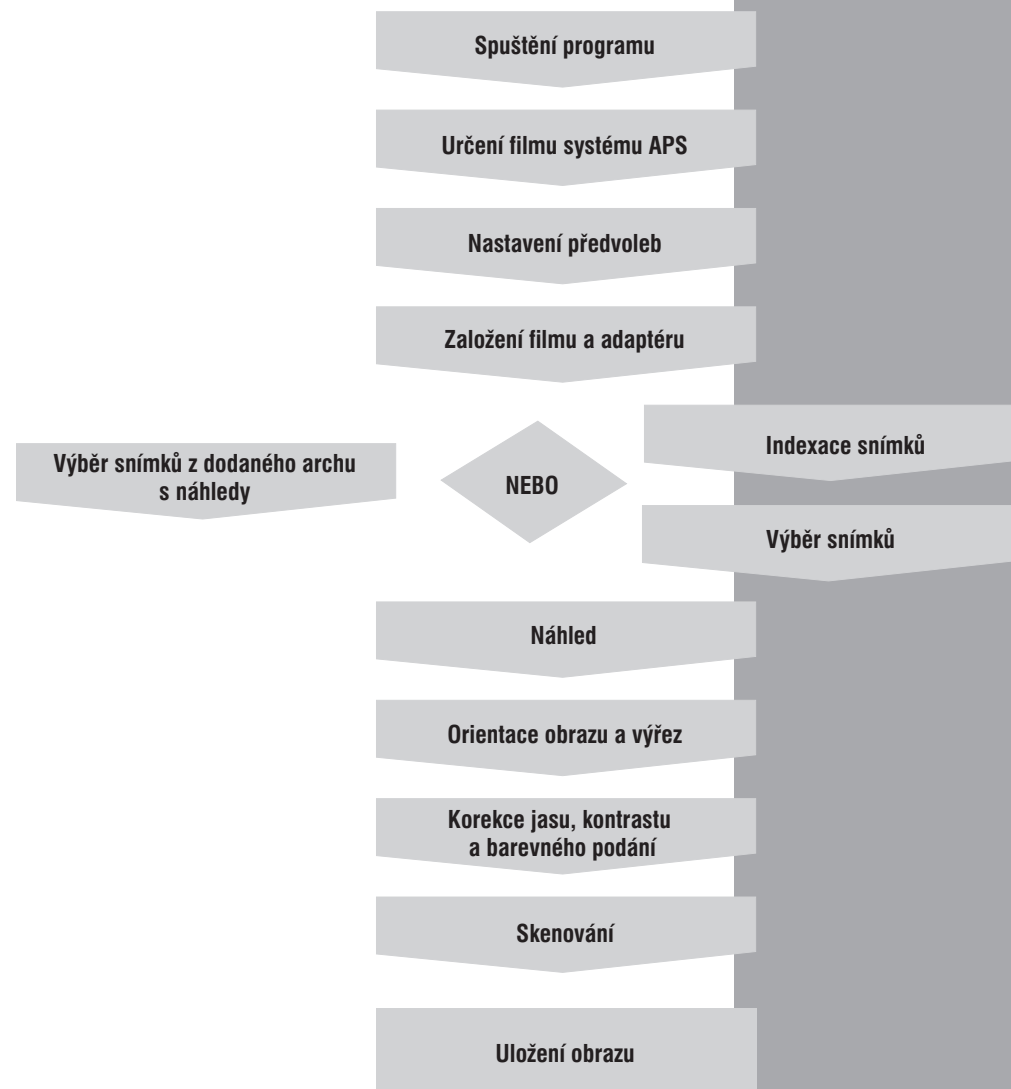 Spuštění programu
Určení filmu systému APS
Nastavení předvoleb
Založení filmu a adaptéru
Výběr snímků z dodaného archu
s náhledy
NEBO
Indexace snímků
Výběr snímků
Náhled
Orientace obrazu a výřez
Korekce jasu, kontrastu
a barevného podání
Skenování
Uložení obrazu